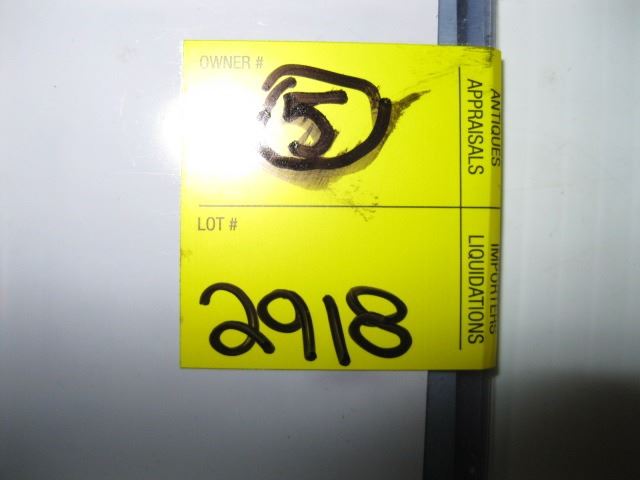 OWNER #
5
LOT #
2918
ANTIQUES
APPRAISALS
IMPORTERS
LIQUIDATIONS